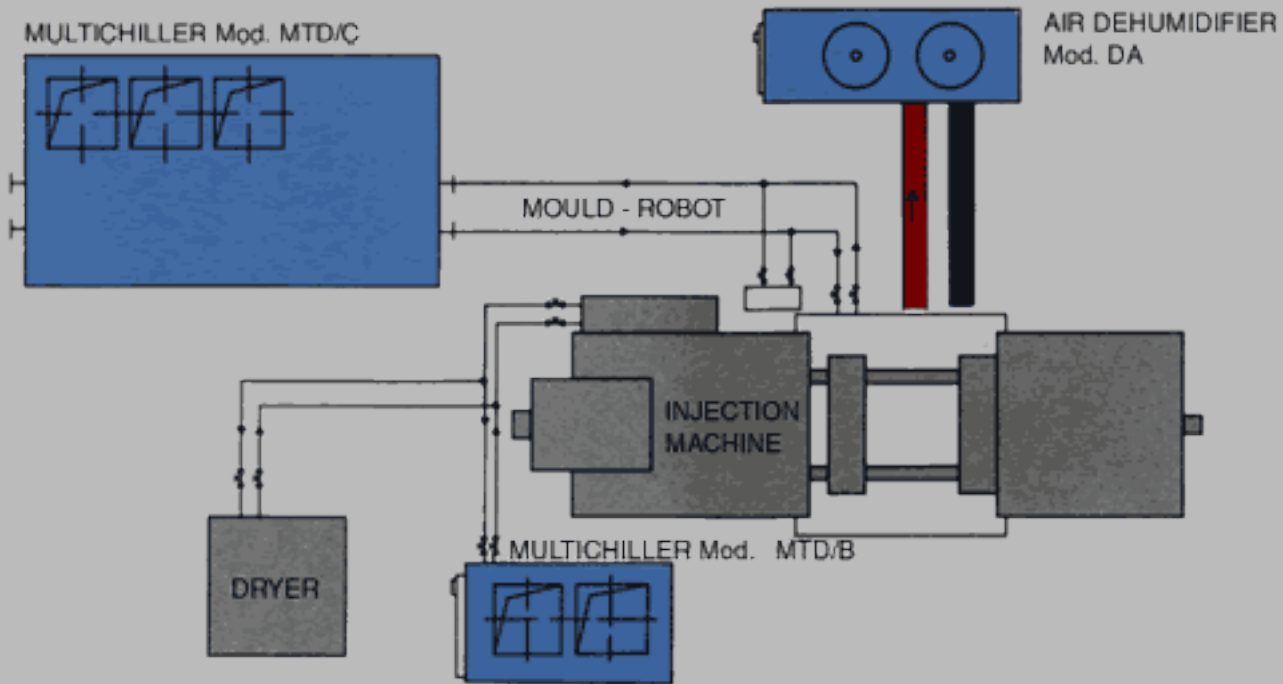 MULTICHILLER Mod. MTD/C
AIR DEHUMIDIFIER
Mod. DA
MOULD - ROBOT
INJECTION
MACHINE
MULTICHILLER Mod. MTD/B
DRYER